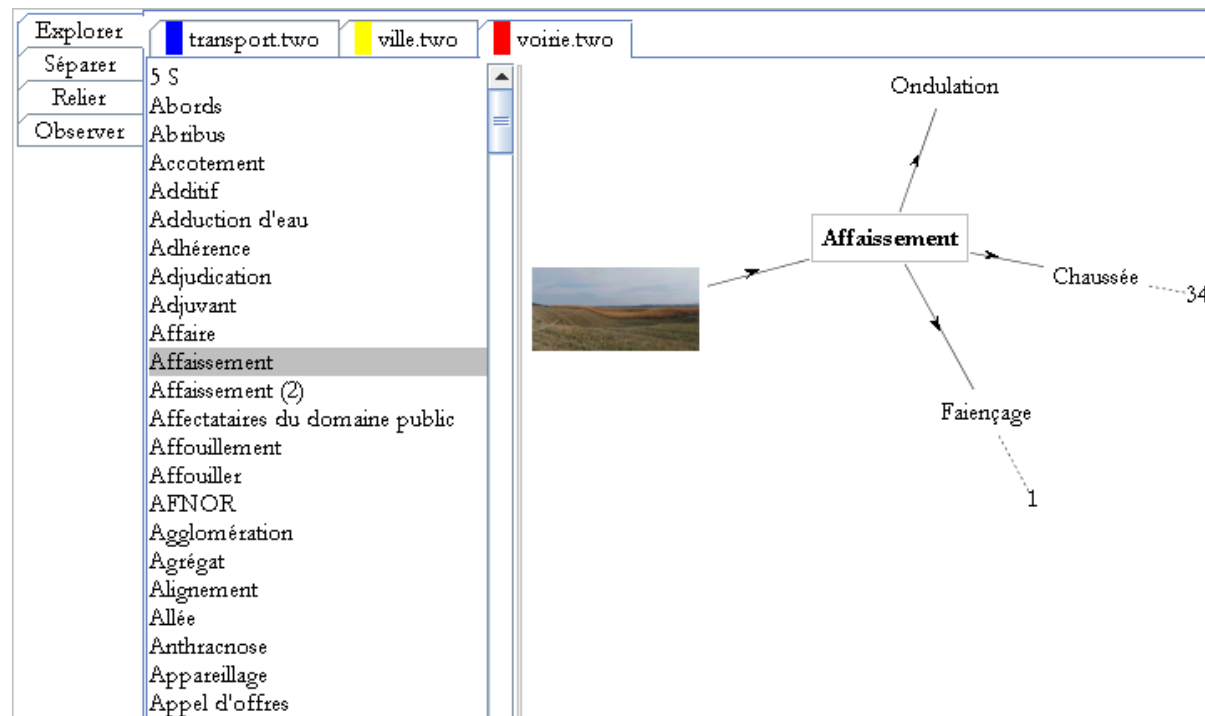 Explorer
Séparer
Relier
Observer
transport.two
ville.two
voirie.two
5 S
Abords
Abribus
Accotement
Additif
Adduction d'eau
Adhérence
Adjudication
Adjuvant
Affaire
Affaissement
Affaissement (2)
Affectataires du domaine public
Affouillement
Affouiller
AFNOR
Agglomération
Agrégat
Alignement
Allée
Anthracnose
Appareillage
Appel d'offres
Ondulation
Affaissement
Chaussée
34
Faiençage
1